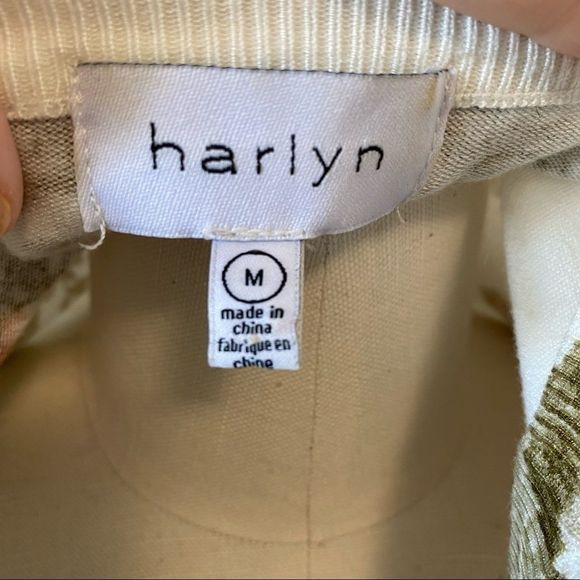 harlyn
M
made in
china
fabrique en
chine